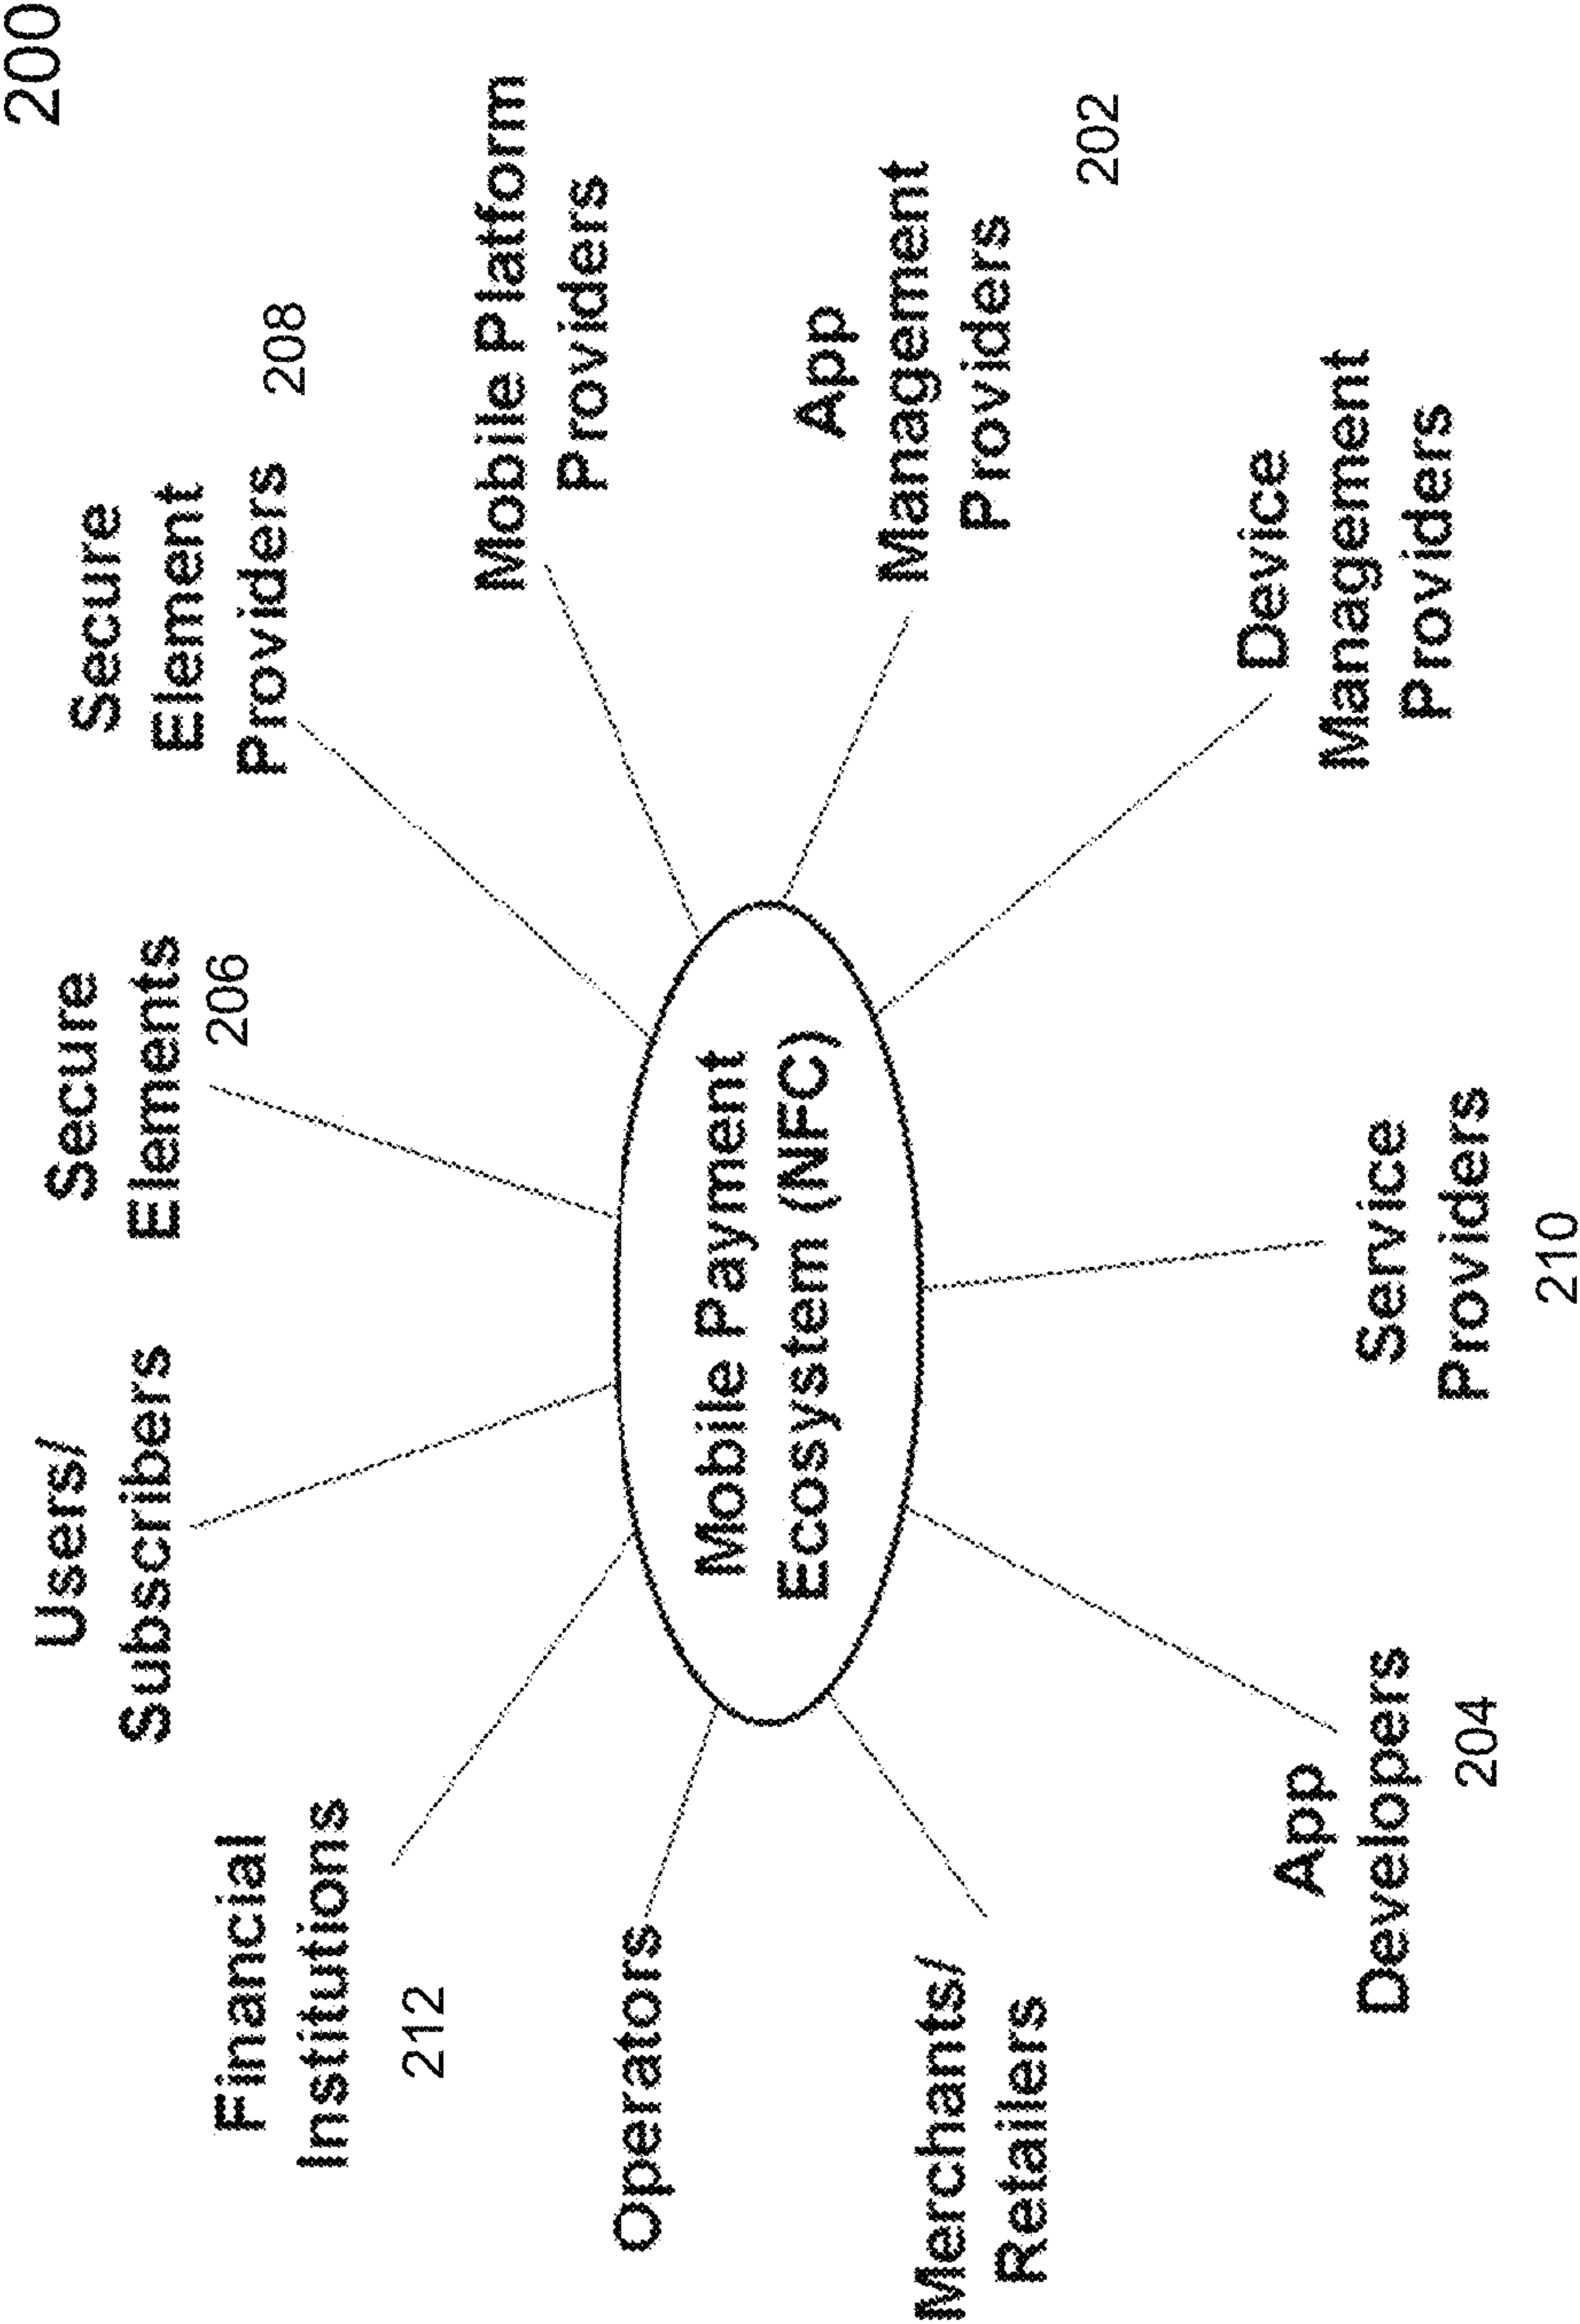 200
Users/
Subscribers
Secure
Elements
206
Secure
Element
Providers
208
Financial
Institutions
212
Mobile Platform
Providers
Operators
Mobile Payment
Ecosystem (NFC)
App
Management
Providers
202
Merchants/
Retailers
Device
Management
Providers
App
Developers
204
Service
Providers
210